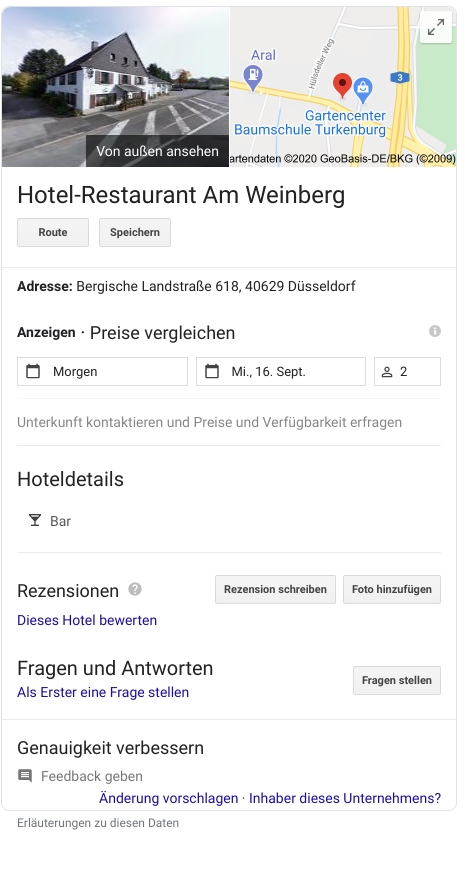 Aral
Hülsdeller Weg
3
Gartencenter
Baumschule Turkenburg
Von außen ansehen
artendaten ©2020 GeoBasis-DE/BKG (©2009)
Hotel-Restaurant Am Weinberg
Route Speichern
Adresse: Bergische Landstraße 618, 40629 Düsseldorf
Anzeigen · Preise vergleichen
Morgen Mi., 16. Sept. 2
Unterkunft kontaktieren und Preise und Verfügbarkeit erfragen
Hoteldetails
Bar
Rezensionen ? Rezension schreiben Foto hinzufügen
Dieses Hotel bewerten
Fragen und Antworten Fragen stellen
Als Erster eine Frage stellen
Genauigkeit verbessern
Feedback geben
Änderung vorschlagen · Inhaber dieses Unternehmens?
Erläuterungen zu diesen Daten